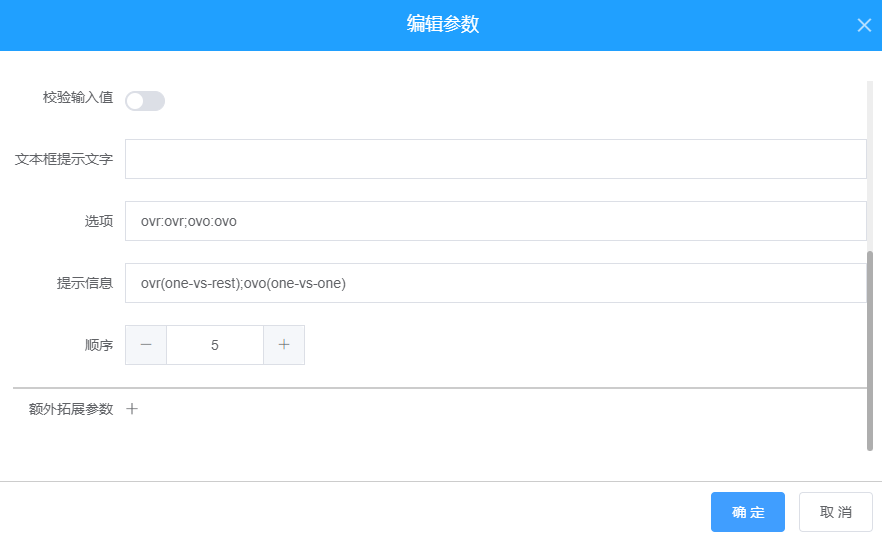 编辑参数
校验输入值
文本框提示文字
选项 ovr:ovr;ovo:ovo
提示信息 ovr(one-vs-rest);ovo(one-vs-one)
顺序 5
额外拓展参数
确 定 取 消